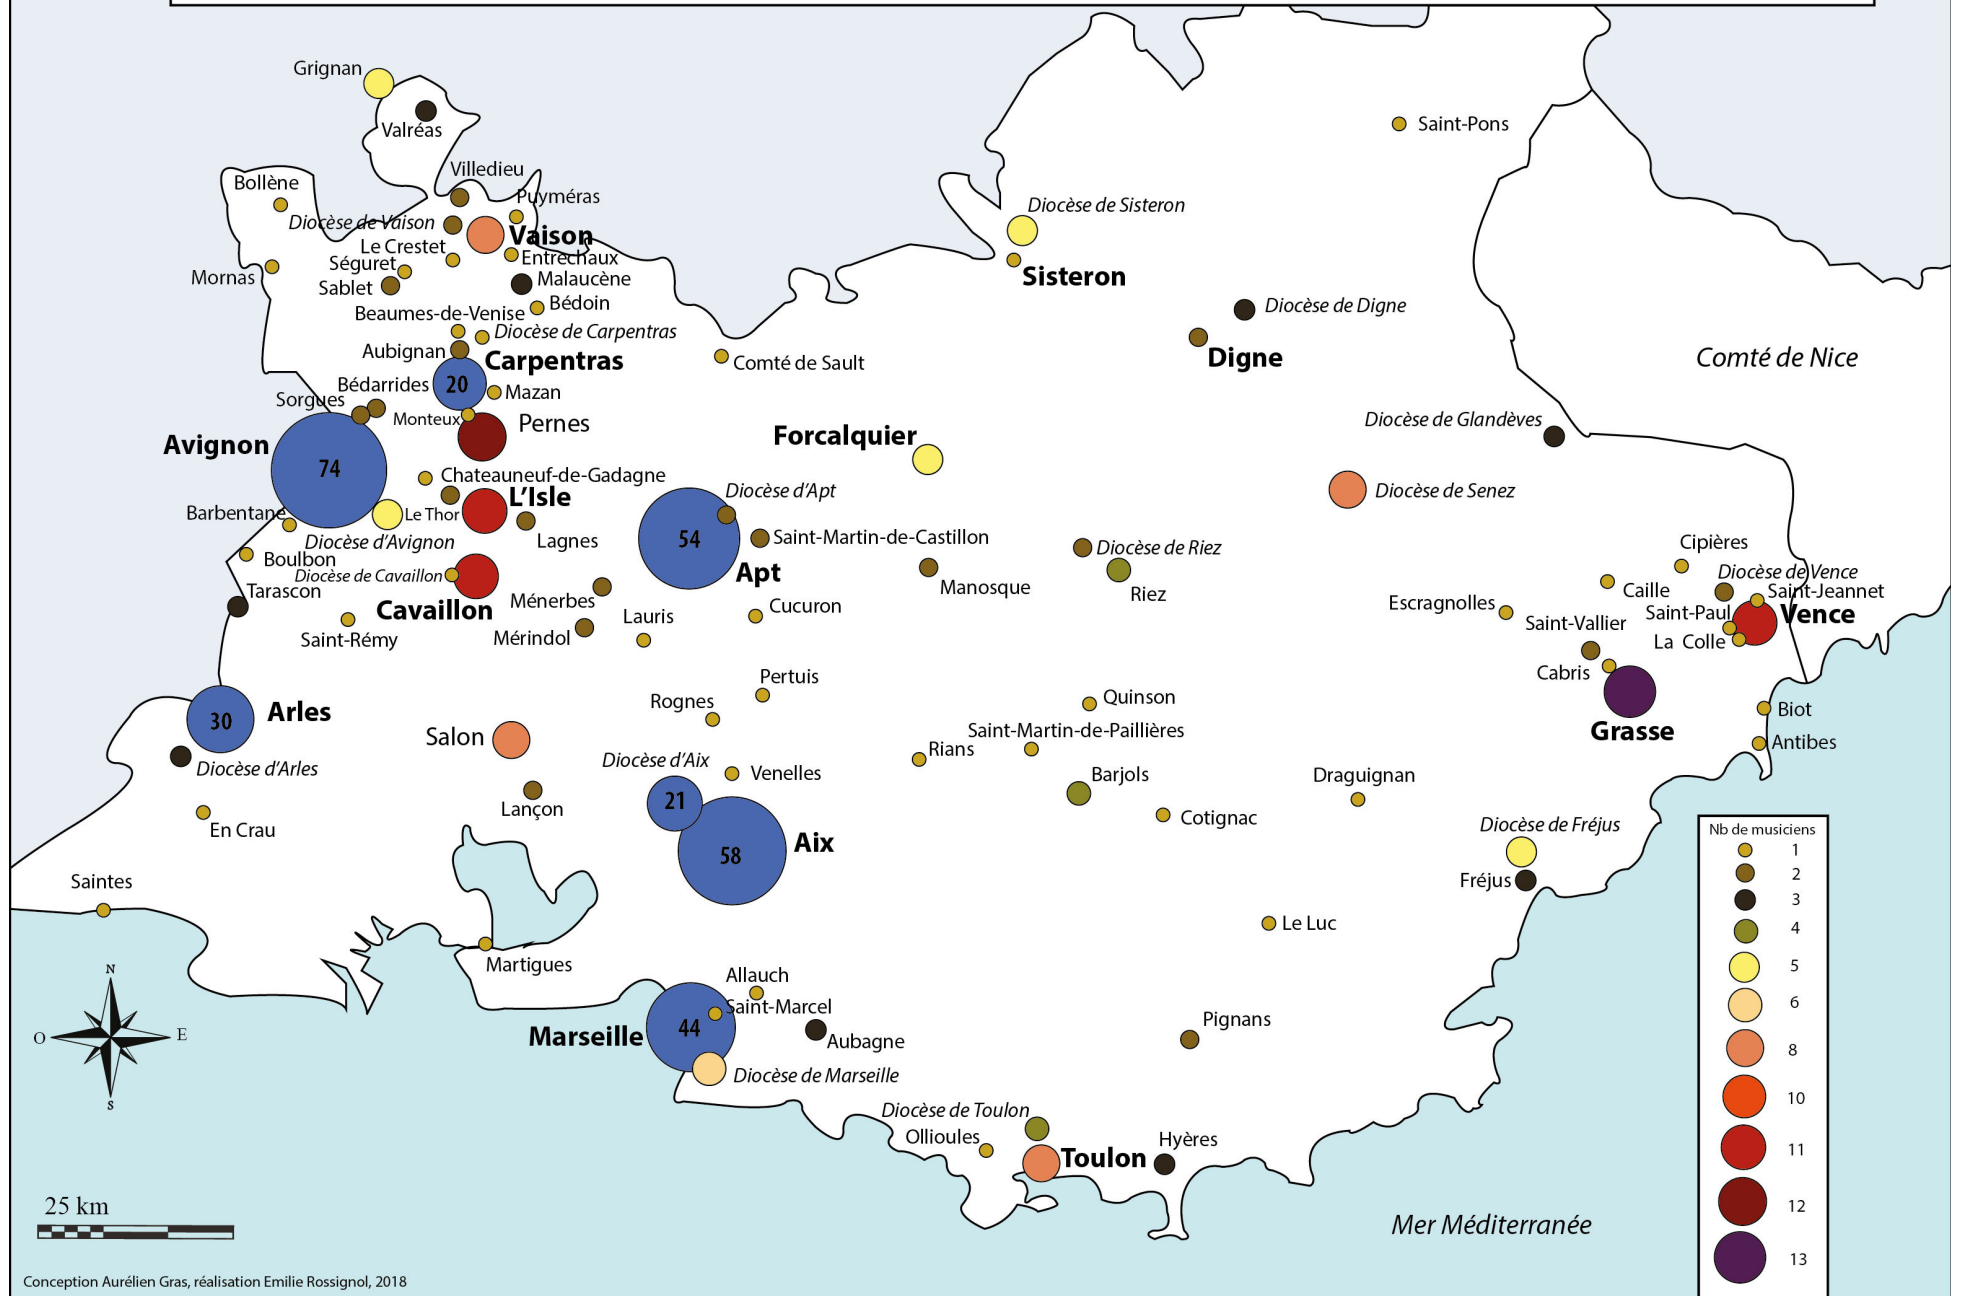 Grignan
Valréas
Saint-Pons
Villedieu
Bollène
Puyméras
Diocèse de Sisteron
Diocèse de Vaison
Vaison
Le Crestet
Entrechaux
Séguret
Mornas
Sisteron
Malaucène
Sablet
Bédoin
Diocèse de Digne
Beaumes-de-Venise
Diocèse de Carpentras
Aubignan
Carpentras
Comté de Sault
Digne
Comté de Nice
Bédarrides
20
Mazan
Sorgues
Monteux
Pernes
Diocèse de Glandèves
Avignon
Forcalquier
74
Chateauneuf-de-Gadagne
Diocèse d'Apt
Diocèse de Senez
L'Isle
Barbentane
Le Thor
Diocèse d'Avignon
Lagnes
54
Saint-Martin-de-Castillon
Diocèse de Riez
Cipières
Boulbon
Diocèse de Cavaillon
Apt
Diocèse de Vence
Tarascon
Manosque
Riez
Caille
Saint-Jeannet
Cavaillon
Ménerbes
Cucuron
Escragnolles
Saint-Paul
Vence
Saint-Rémy
Mérindol
Lauris
Saint-Vallier
La Colle
Cabris
Pertuis
Rognes
Quinson
Arles
30
Biot
Salon
Saint-Martin-de-Paillières
Grasse
Rians
Antibes
Diocèse d'Arles
Diocèse d'Aix
Venelles
Barjols
Draguignan
21
Lançon
Cotignac
En Crau
Diocèse de Fréjus
Aix
58
Saintes
Fréjus
Le Luc
Martigues
Allauch
Saint-Marcel
Marseille
44
Aubagne
Pignans
Diocèse de Marseille
Diocèse de Toulon
Ollioules
Toulon
Hyères
Mer Méditerranée
Nb de musiciens
1
2
3
4
5
6
8
10
11
12
13
N
O
E
S
25 km
Conception Aurélien Gras, réalisation Emilie Rossignol, 2018